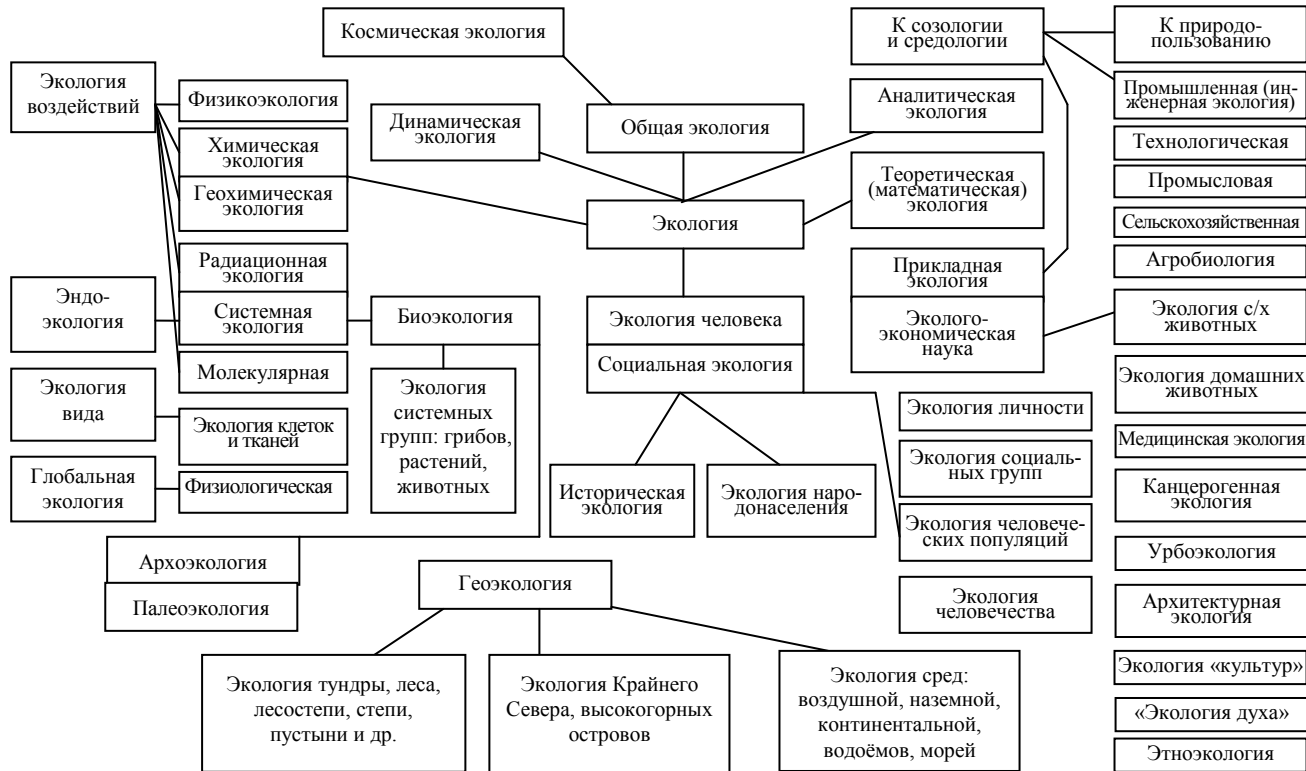 Космическая экология
К созологии
и средологии
К природо-
пользованию
Экология
воздействий
Физикоэкология
Динамическая
экология
Общая экология
Аналитическая
экология
Промышленная (ин-
женерная экология)
Химическая
экология
Технологическая
Геохимическая
экология
Экология
Теоретическая
(математическая)
экология
Промысловая
Сельскохозяйственная
Радиационная
экология
Прикладная
экология
Агробиология
Эндо-
экология
Системная
экология
Биоэкология
Экология человека
Эколого-
экономическая
наука
Экология с/х
животных
Молекулярная
Социальная экология
Экология
вида
Экология клеток
и тканей
Экология
системных
групп: грибов,
растений,
животных
Экология личности
Экология домашних
животных
Медицинская экология
Глобальная
экология
Физиологическая
Историческая
экология
Экология наро-
донаселения
Экология социаль-
ных групп
Канцерогенная
экология
Экология человече-
ских популяций
Урбоэкология
Архоэкология
Палеоэкология
Геоэкология
Экология
человечества
Архитектурная
экология
Экология тундры, леса,
лесостепи, степи,
пустыни и др.
Экология Крайнего
Севера, высокогорных
островов
Экология сред:
воздушной, наземной,
континентальной,
водоёмов, морей
Экология «культур»
«Экология духа»
Этноэкология